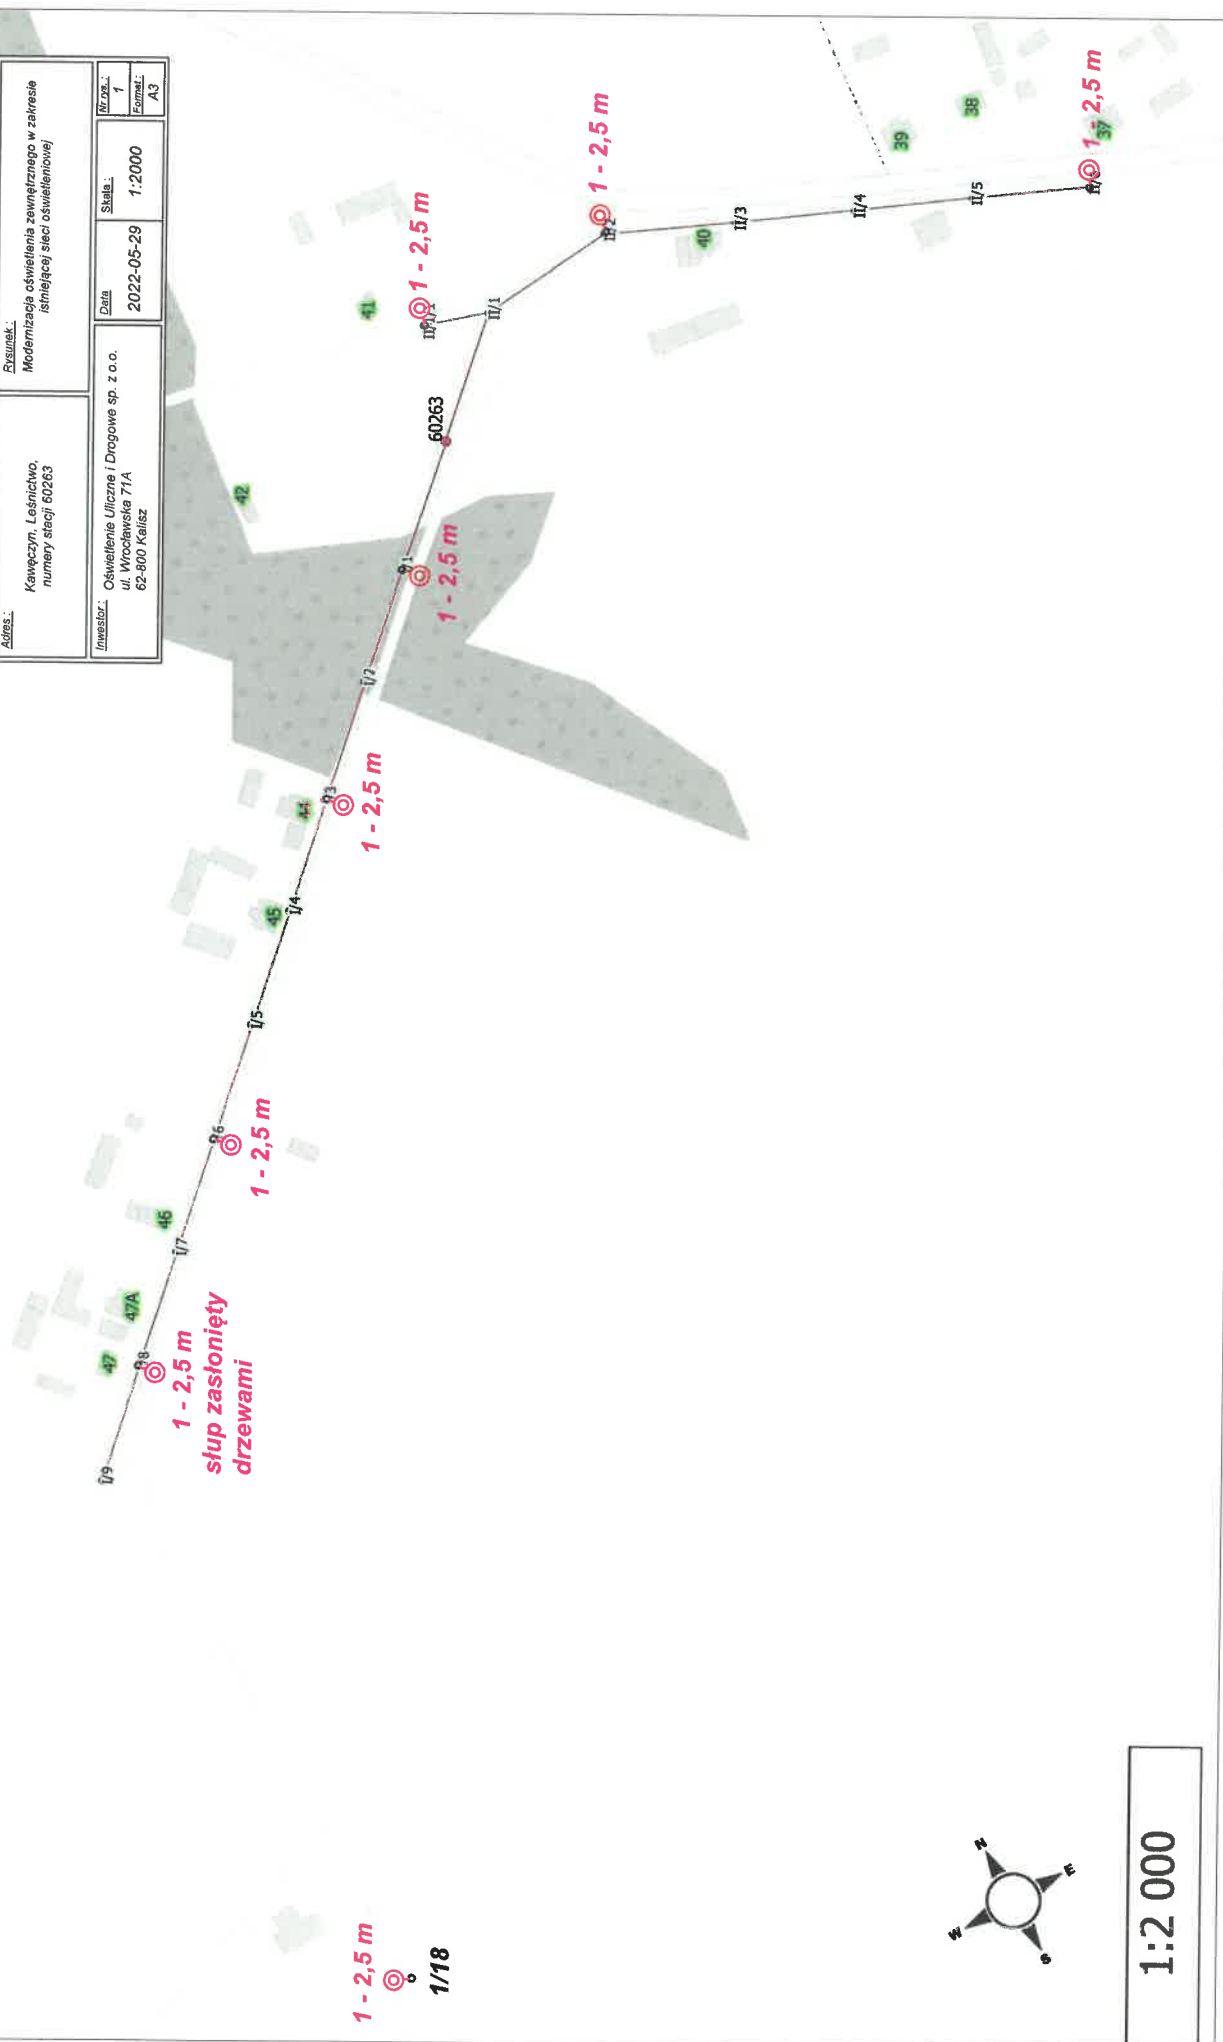 Adres :
Kawęczyn, Leśnictwo,
numery stacji 60263
Rysunek :
Modernizacja oświetlenia zewnętrznego w zakresie
istniejącej sieci oświetleniowej
Inwestor :
Oświetlenie Uliczne i Drogowe sp. z o.o.
ul. Wrocławska 71A
62-800 Kalisz
Data
2022-05-29
Skala :
1:2000
Nr rys. :
1
Format :
A3
1 - 2,5 m
1/18
I/9
47
47A
1 - 2,5 m
słup zasłonięty
drzewami
I/7
46
1 - 2,5 m
I/5
I/4
45
44
1 - 2,5 m
I/2
1 - 2,5 m
42
60263
41
II/1
1 - 2,5 m
1 - 2,5 m
40
II/3
II/4
II/5
39
38
37
1 - 2,5 m
N
E
S
W
1:2 000